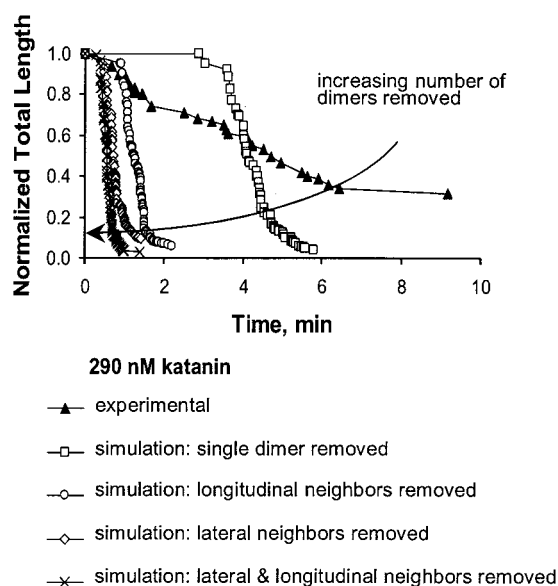 Normalized Total Length
1.0
0.8
0.6
0.4
0.2
0.0
increasing number of
dimers removed
0
2
4
6
8
10
Time, min
290 nM katanin
experimental
simulation: single dimer removed
simulation: longitudinal neighbors removed
simulation: lateral neighbors removed
simulation: lateral & longitudinal neighbors removed